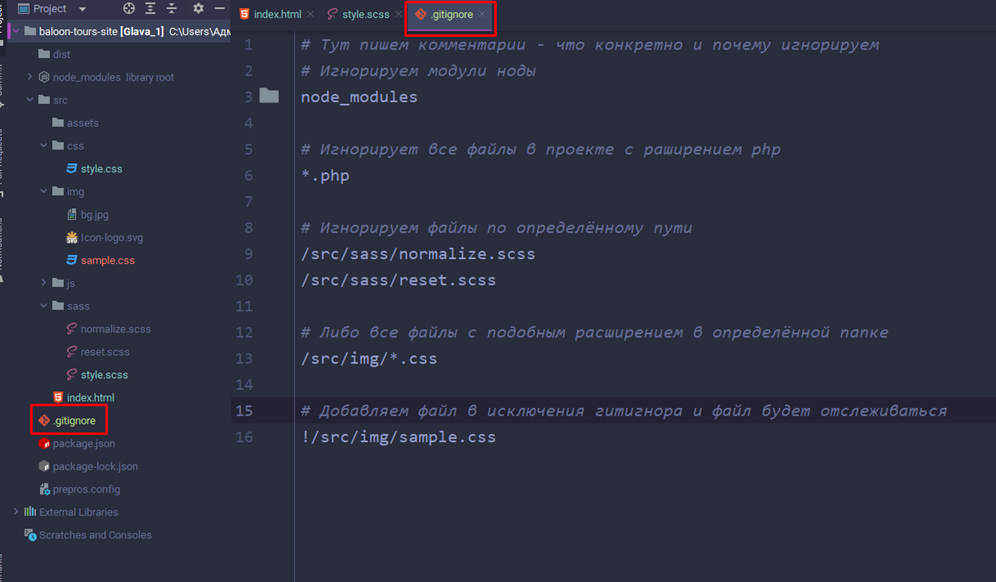 Project
index.html
style.scss
.gitignore
baloon-tours-site [Glava_1] C:\Users\Адм
dist
node_modules library root
src
assets
css
style.css
img
bg.jpg
Icon-logo.svg
sample.css
js
sass
normalize.scss
reset.scss
style.scss
index.html
.gitignore
package.json
package-lock.json
prepros.config
External Libraries
Scratches and Consoles
1 # Тут пишем комментарии - что конкретно и почему игнорируем
2 # Игнорируем модули ноды
3 node_modules
4
5 # Игнорирует все файлы в проекте с раширением php
6 *.php
7
8 # Игнорируем файлы по определённому пути
9 /src/sass/normalize.scss
10 /src/sass/reset.scss
11
12 # Либо все файлы с подобным расширением в определённой папке
13 /src/img/*.css
14
15 # Добавляем файл в исключения гитигнора и файл будет отслеживаться
16 !/src/img/sample.css